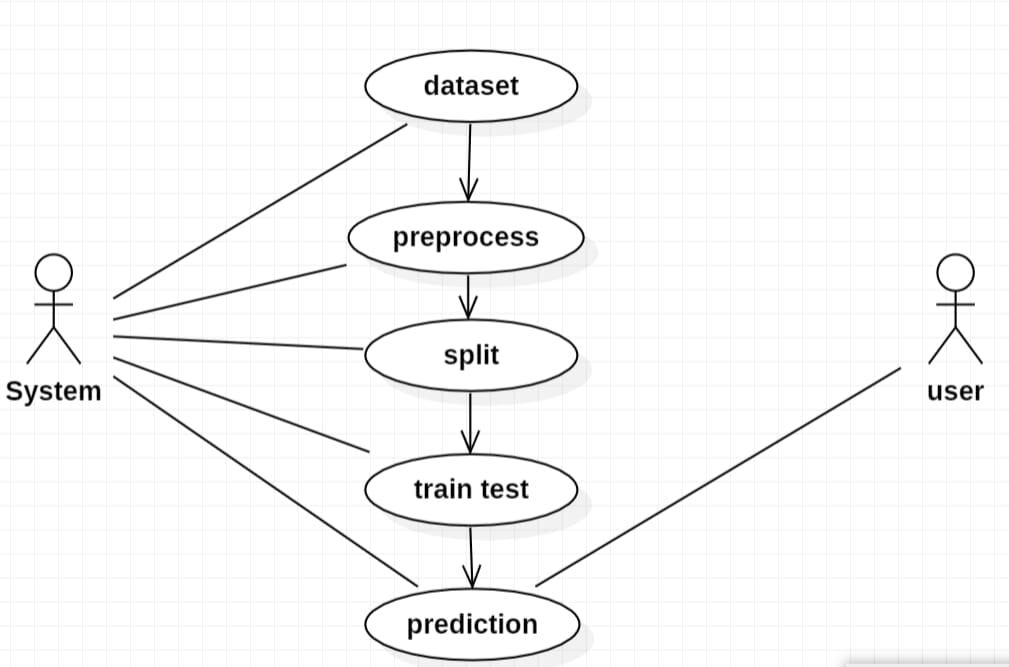 dataset
preprocess
split
train test
prediction
System
user